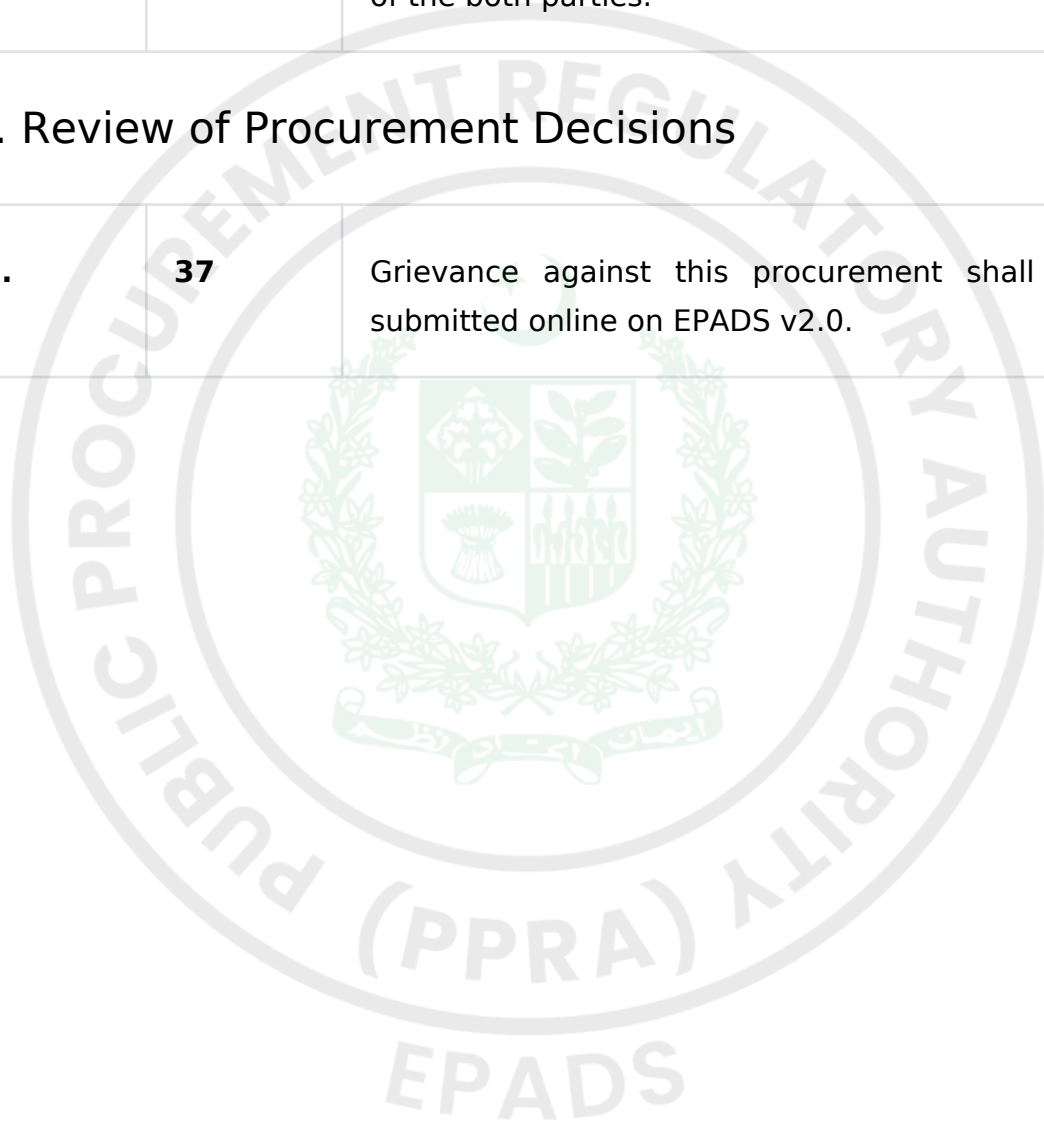 of the both parties.
. Review of Procurement Decisions
. 37 Grievance against this procurement shall
submitted online on EPADS v2.0.
PUBLIC PROCUREMENT REGULATORY AUTHORITY
(PPRA)
EPADS